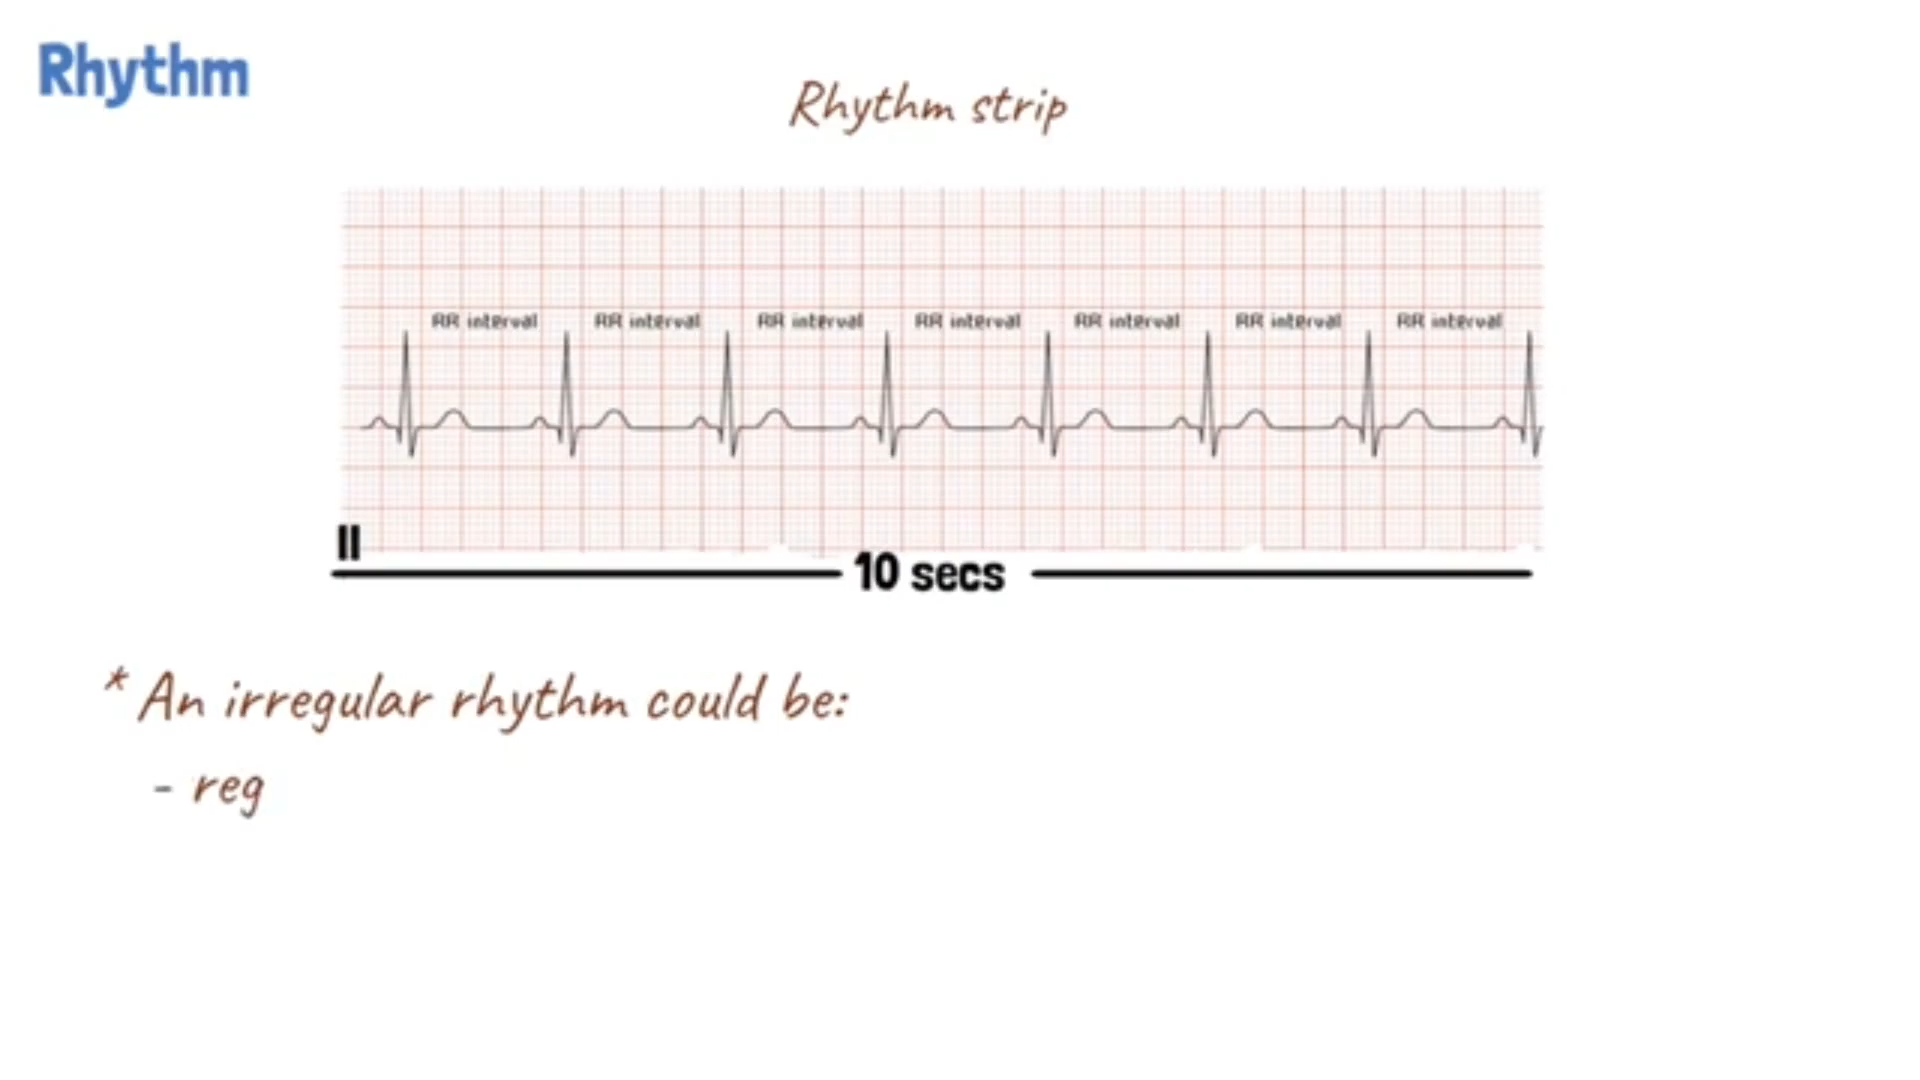 Rhythm
Rhythm strip
RR interval RR interval RR interval RR interval RR interval RR interval RR interval
II
10 secs
* An irregular rhythm could be:
- reg